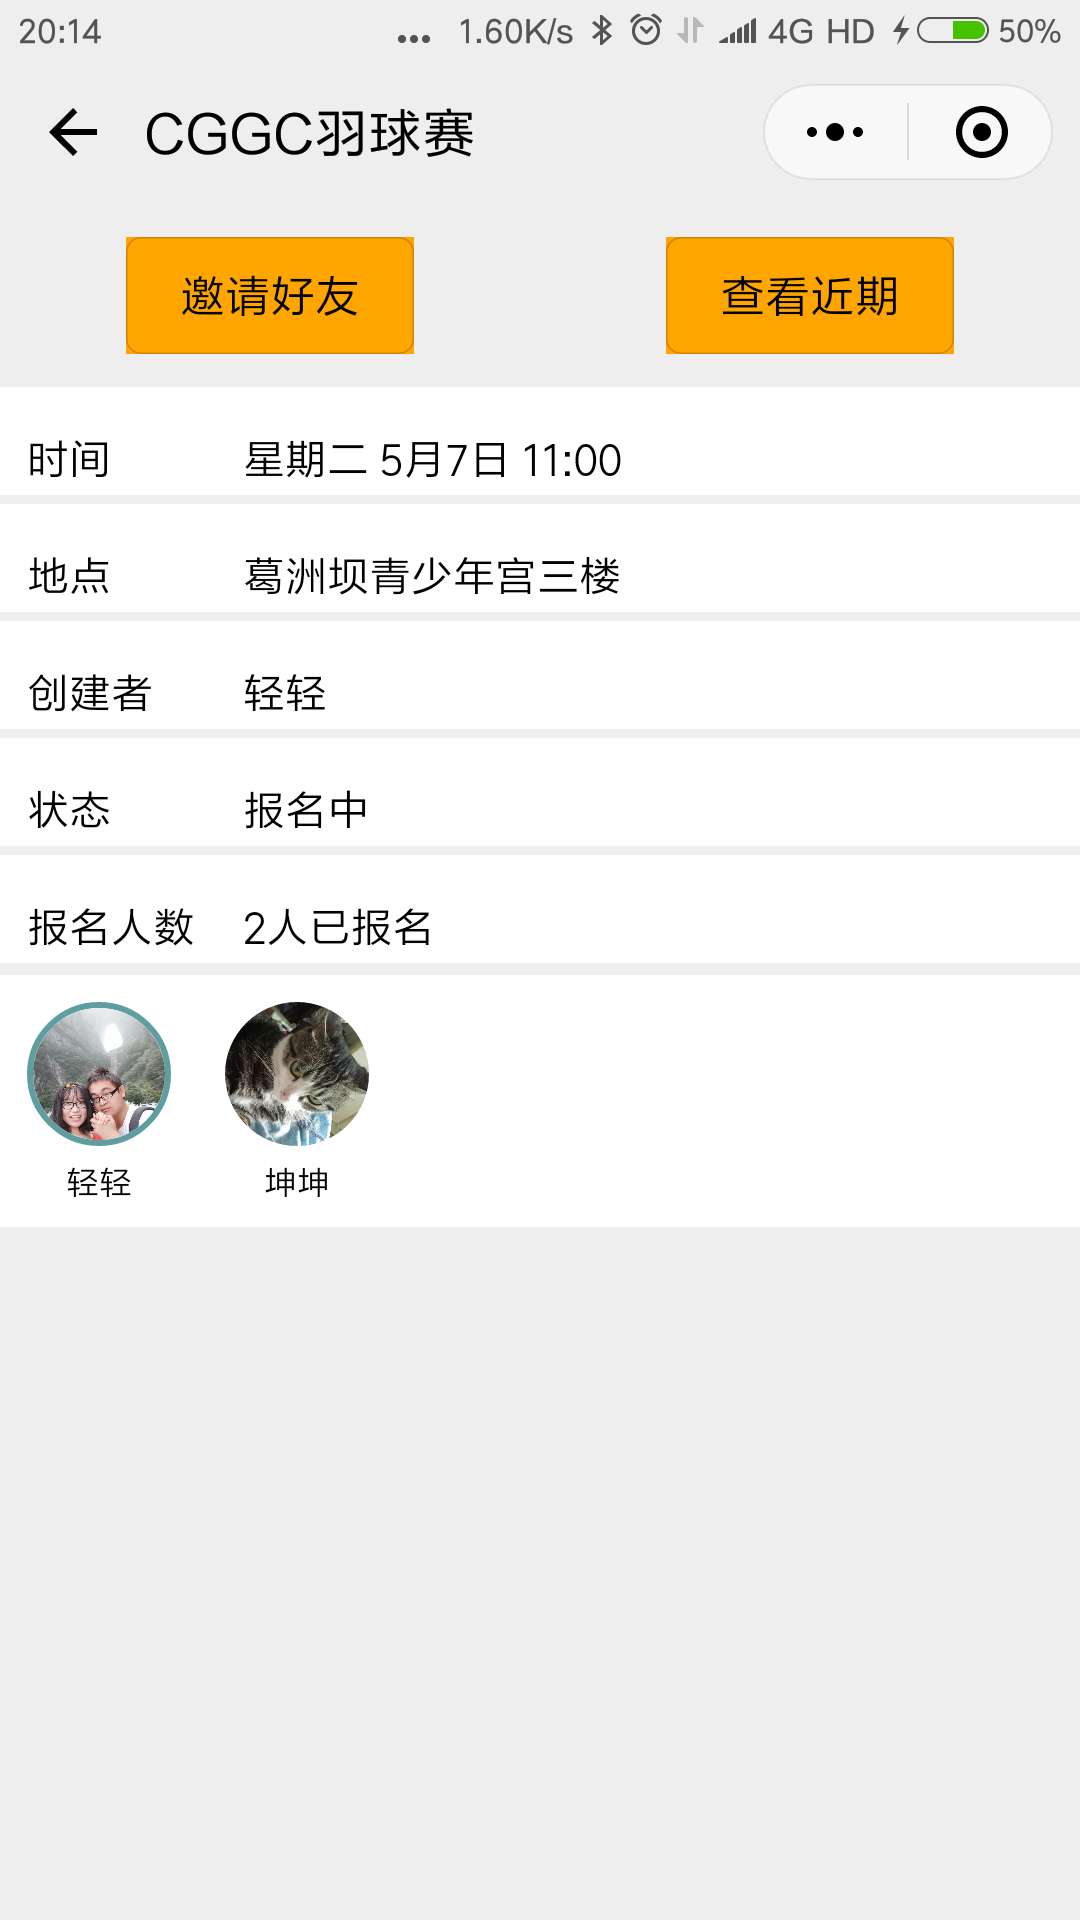 20:14 ... 1.60K/s 4G HD 50%
CGGC羽球赛
邀请好友 查看近期
时间 星期二 5月7日 11:00
地点 葛洲坝青少年宫三楼
创建者 轻轻
状态 报名中
报名人数 2人已报名
轻轻 坤坤